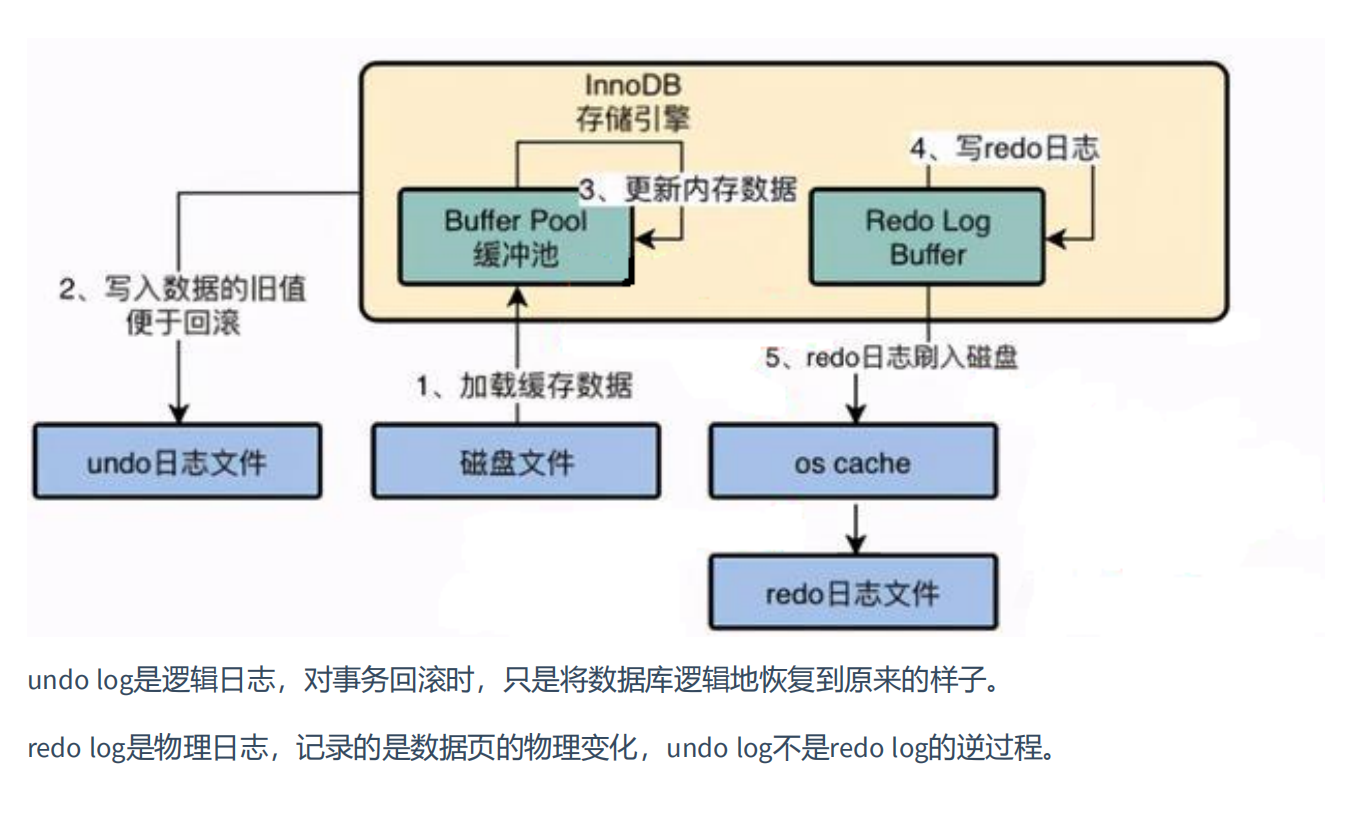 InnoDB
存储引擎
4、写redo日志
3、更新内存数据
Buffer Pool
缓冲池
Redo Log
Buffer
2、写入数据的旧值
便于回滚
5、redo日志刷入磁盘
1、加载缓存数据
undo日志文件
磁盘文件
os cache
redo日志文件
undo log是逻辑日志，对事务回滚时，只是将数据库逻辑地恢复到原来的样子。
redo log是物理日志，记录的是数据页的物理变化，undo log不是redo log的逆过程。